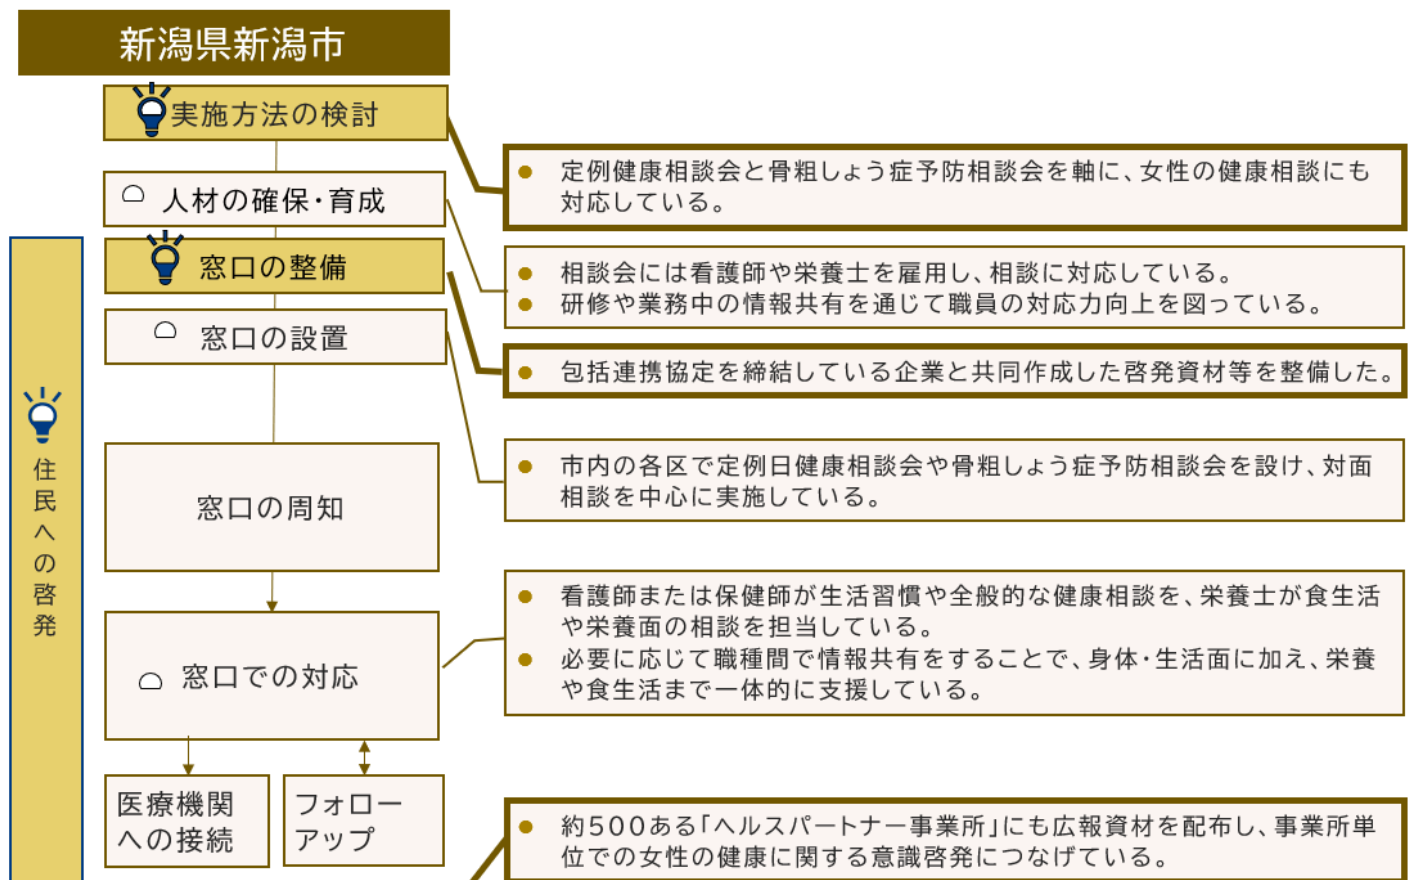 新潟県新潟市
実施方法の検討
人材の確保・育成
窓口の整備
窓口の設置
窓口の周知
窓口での対応
医療機関
への接続
フォロー
アップ
住民への啓発
● 定例健康相談会と骨粗しょう症予防相談会を軸に、女性の健康相談にも
対応している。
● 相談会には看護師や栄養士を雇用し、相談に対応している。
● 研修や業務中の情報共有を通じて職員の対応力向上を図っている。
● 包括連携協定を締結している企業と共同作成した啓発資材等を整備した。
● 市内の各区で定例日健康相談会や骨粗しょう症予防相談会を設け、対面
相談を中心に実施している。
● 看護師または保健師が生活習慣や全般的な健康相談を、栄養士が食生活
や栄養面の相談を担当している。
● 必要に応じて職種間で情報共有をすることで、身体・生活面に加え、栄養
や食生活まで一体的に支援している。
● 約500ある「ヘルスパートナー事業所」にも広報資材を配布し、事業所単
位での女性の健康に関する意識啓発につなげている。